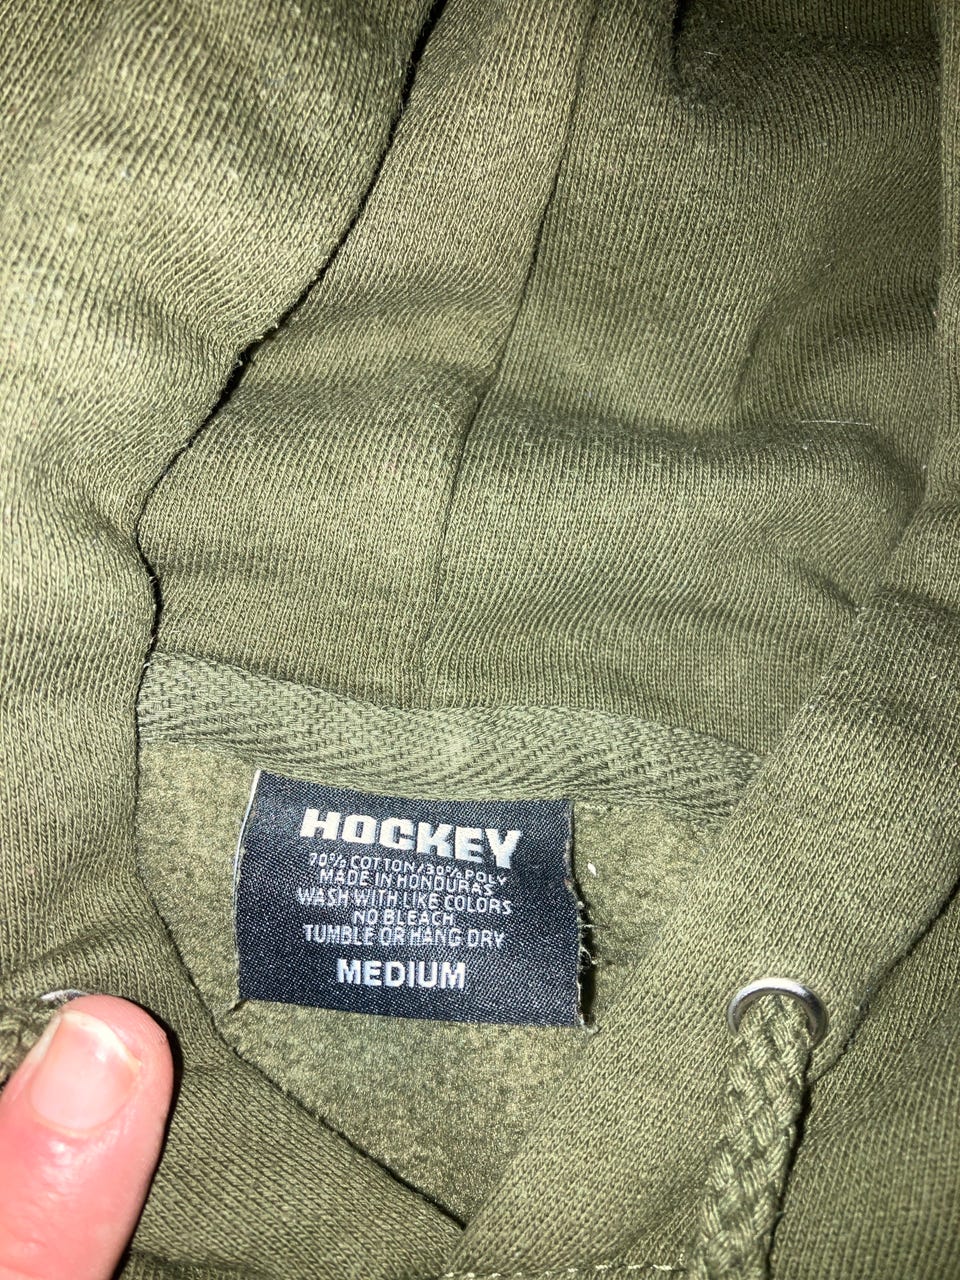 HOCKEY
70% COTTON/30% POLY
MADE IN HONDURAS
WASH WITH LIKE COLORS
NO BLEACH
TUMBLE OR HANG DRY
MEDIUM